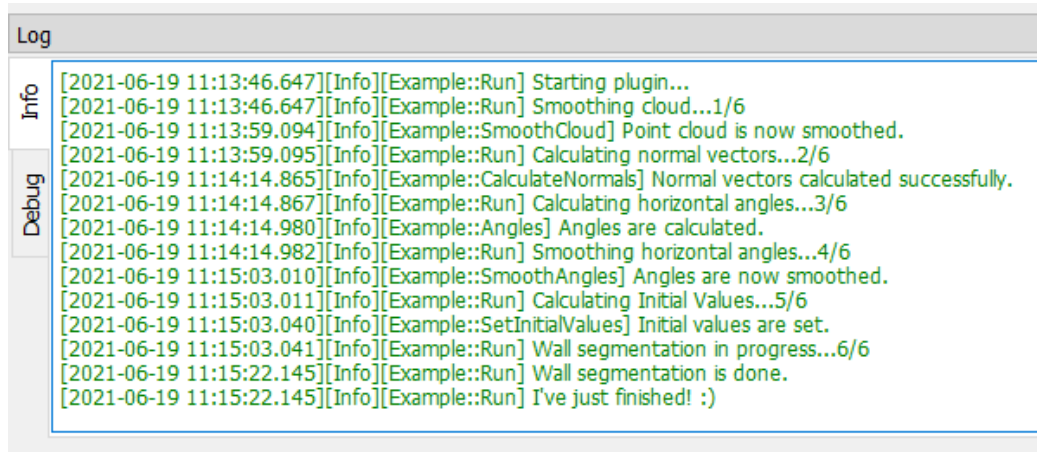 Log
Info
Debug
[2021-06-19 11:13:46.647][Info][Example::Run] Starting plugin...
[2021-06-19 11:13:46.647][Info][Example::Run] Smoothing cloud...1/6
[2021-06-19 11:13:59.094][Info][Example::SmoothCloud] Point cloud is now smoothed.
[2021-06-19 11:13:59.095][Info][Example::Run] Calculating normal vectors...2/6
[2021-06-19 11:14:14.865][Info][Example::CalculateNormals] Normal vectors calculated successfully.
[2021-06-19 11:14:14.867][Info][Example::Run] Calculating horizontal angles...3/6
[2021-06-19 11:14:14.980][Info][Example::Angles] Angles are calculated.
[2021-06-19 11:14:14.982][Info][Example::Run] Smoothing horizontal angles...4/6
[2021-06-19 11:15:03.010][Info][Example::SmoothAngles] Angles are now smoothed.
[2021-06-19 11:15:03.011][Info][Example::Run] Calculating Initial Values...5/6
[2021-06-19 11:15:03.040][Info][Example::SetInitialValues] Initial values are set.
[2021-06-19 11:15:03.041][Info][Example::Run] Wall segmentation in progress...6/6
[2021-06-19 11:15:22.145][Info][Example::Run] Wall segmentation is done.
[2021-06-19 11:15:22.145][Info][Example::Run] I've just finished! :)